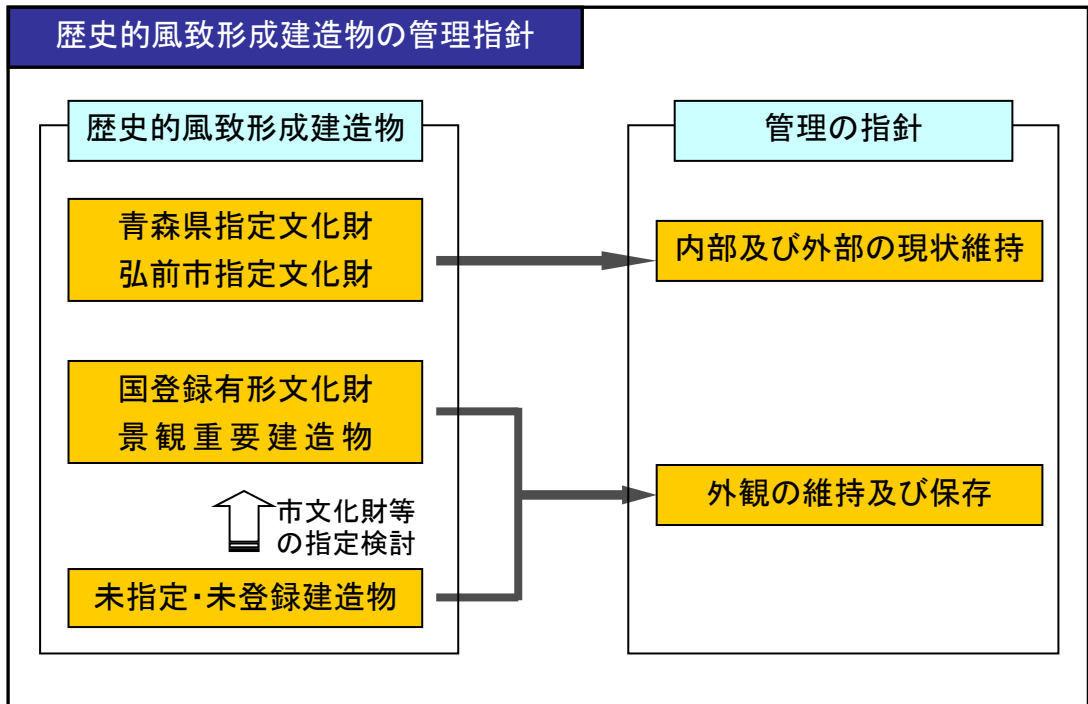 歴史的風致形成建造物の管理指針
歴史的風致形成建造物
青森県指定文化財
弘前市指定文化財
国登録有形文化財
景観重要建造物
市文化財等
の指定検討
未指定・未登録建造物
管理の指針
内部及び外部の現状維持
外観の維持及び保存